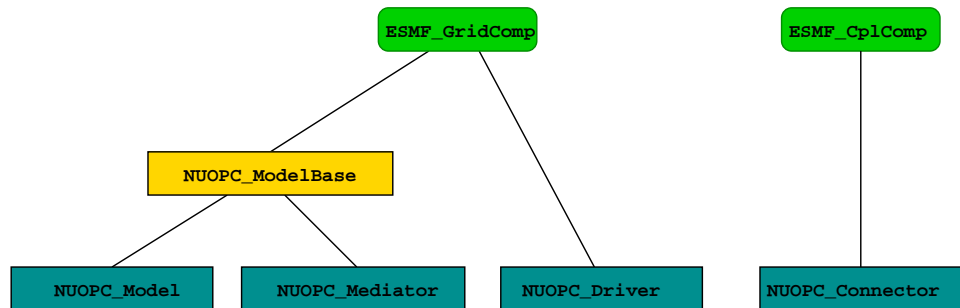 ESMF_GridComp
ESMF_CplComp
NUOPC_ModelBase
NUOPC_Model
NUOPC_Mediator
NUOPC_Driver
NUOPC_Connector